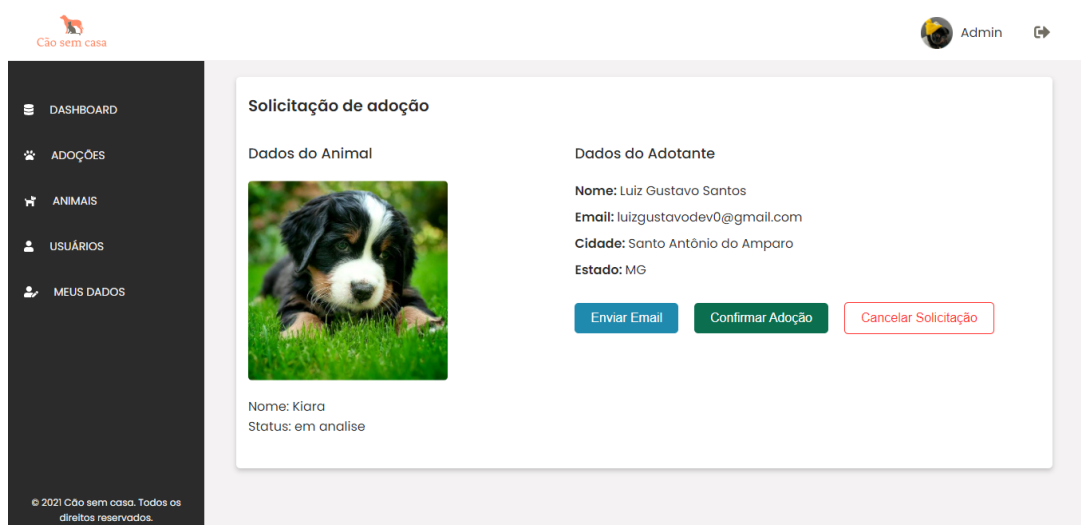 Cão sem casa
Admin
DASHBOARD
ADOÇÕES
ANIMAIS
USUÁRIOS
MEUS DADOS
© 2021 Cão sem casa. Todos os
direitos reservados.
Solicitação de adoção
Dados do Animal
Nome: Kiara
Status: em analise
Dados do Adotante
Nome: Luiz Gustavo Santos
Email: luizgustavodev0@gmail.com
Cidade: Santo Antônio do Amparo
Estado: MG
Enviar Email
Confirmar Adoção
Cancelar Solicitação